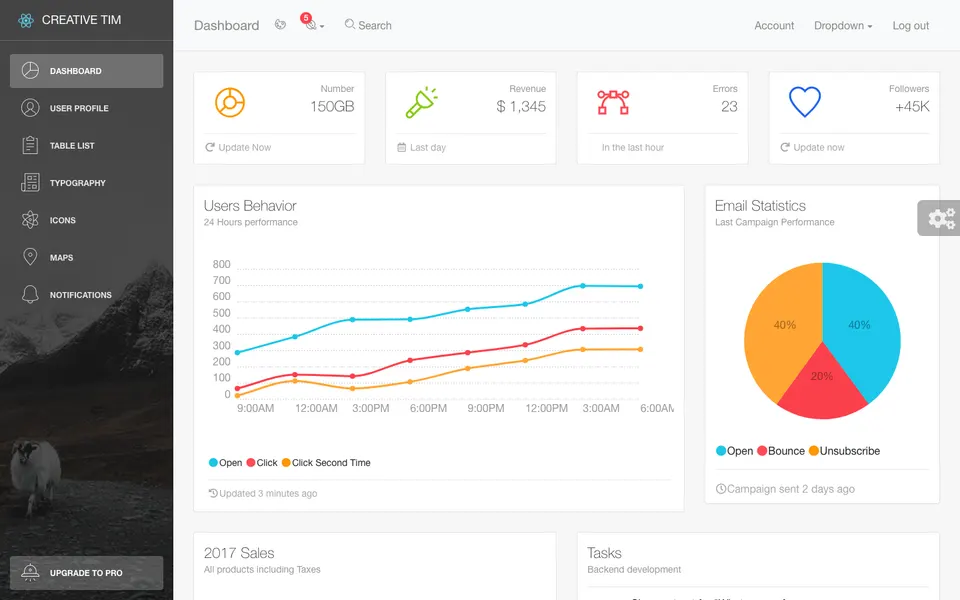 CREATIVE TIM
DASHBOARD
USER PROFILE
TABLE LIST
TYPOGRAPHY
ICONS
MAPS
NOTIFICATIONS
UPGRADE TO PRO
Dashboard 5 Search Account Dropdown Log out
Number
150GB
Update Now
Revenue
$ 1,345
Last day
Errors
23
In the last hour
Followers
+45K
Update now
Users Behavior
24 Hours performance
800
700
600
500
400
300
200
100
0
9:00AM 12:00AM 3:00PM 6:00PM 9:00PM 12:00PM 3:00AM 6:00AM
Open Click Click Second Time
Updated 3 minutes ago
Email Statistics
Last Campaign Performance
40% 40%
20%
Open Bounce Unsubscribe
Campaign sent 2 days ago
2017 Sales
All products including Taxes
Tasks
Backend development